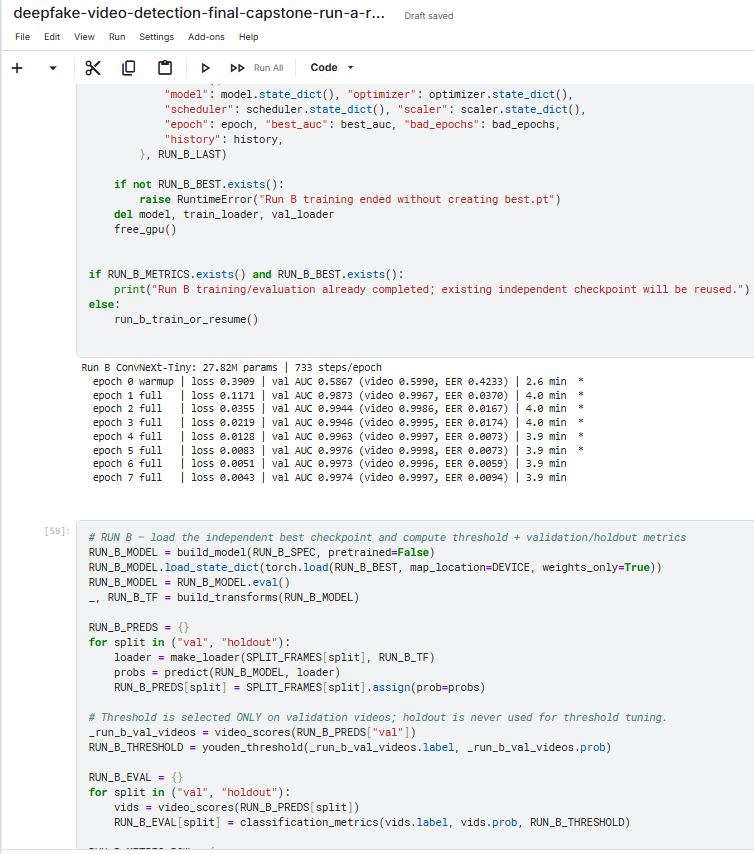 deepfake-video-detection-final-capstone-run-a-r... Draft saved
File Edit View Run Settings Add-ons Help
Run All Code
"model": model.state_dict(), "optimizer": optimizer.state_dict(),
"scheduler": scheduler.state_dict(), "scaler": scaler.state_dict(),
"epoch": epoch, "best_auc": best_auc, "bad_epochs": bad_epochs,
"history": history,
}, RUN_B_LAST)
if not RUN_B_BEST.exists():
raise RuntimeError("Run B training ended without creating best.pt")
del model, train_loader, val_loader
free_gpu()
if RUN_B_METRICS.exists() and RUN_B_BEST.exists():
print("Run B training/evaluation already completed; existing independent checkpoint will be reused.")
else:
run_b_train_or_resume()
Run B ConvNeXt-Tiny: 27.82M params | 733 steps/epoch
epoch 0 warmup | loss 0.3909 | val AUC 0.5867 (video 0.5990, EER 0.4233) | 2.6 min *
epoch 1 full | loss 0.1171 | val AUC 0.9873 (video 0.9967, EER 0.0370) | 4.0 min *
epoch 2 full | loss 0.0355 | val AUC 0.9944 (video 0.9986, EER 0.0167) | 4.0 min *
epoch 3 full | loss 0.0219 | val AUC 0.9946 (video 0.9995, EER 0.0174) | 4.0 min *
epoch 4 full | loss 0.0128 | val AUC 0.9963 (video 0.9997, EER 0.0073) | 3.9 min *
epoch 5 full | loss 0.0083 | val AUC 0.9976 (video 0.9998, EER 0.0073) | 3.9 min *
epoch 6 full | loss 0.0051 | val AUC 0.9973 (video 0.9996, EER 0.0059) | 3.9 min
epoch 7 full | loss 0.0043 | val AUC 0.9974 (video 0.9997, EER 0.0094) | 3.9 min
[58]:
# RUN B — load the independent best checkpoint and compute threshold + validation/holdout metrics
RUN_B_MODEL = build_model(RUN_B_SPEC, pretrained=False)
RUN_B_MODEL.load_state_dict(torch.load(RUN_B_BEST, map_location=DEVICE, weights_only=True))
RUN_B_MODEL = RUN_B_MODEL.eval()
_, RUN_B_TF = build_transforms(RUN_B_MODEL)
RUN_B_PREDS = {}
for split in ("val", "holdout"):
loader = make_loader(SPLIT_FRAMES[split], RUN_B_TF)
probs = predict(RUN_B_MODEL, loader)
RUN_B_PREDS[split] = SPLIT_FRAMES[split].assign(prob=probs)
# Threshold is selected ONLY on validation videos; holdout is never used for threshold tuning.
_run_b_val_videos = video_scores(RUN_B_PREDS["val"])
RUN_B_THRESHOLD = youden_threshold(_run_b_val_videos.label, _run_b_val_videos.prob)
RUN_B_EVAL = {}
for split in ("val", "holdout"):
vids = video_scores(RUN_B_PREDS[split])
RUN_B_EVAL[split] = classification_metrics(vids.label, vids.prob, RUN_B_THRESHOLD)